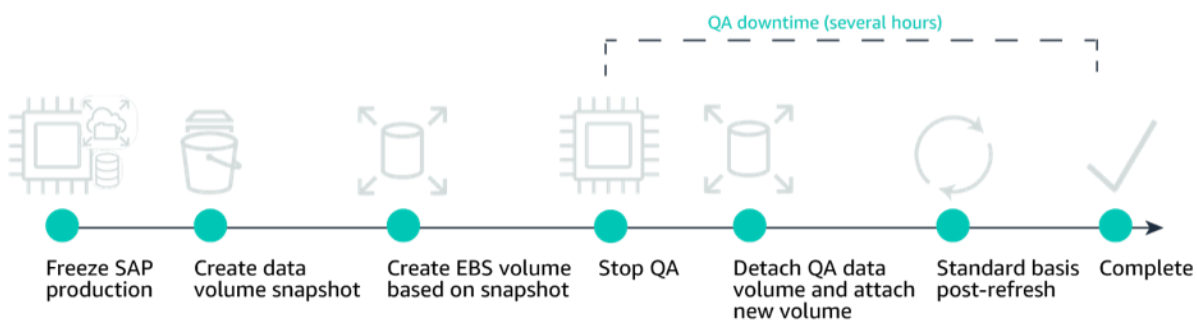 QA downtime (several hours)
Freeze SAP
production
Create data
volume snapshot
Create EBS volume
based on snapshot
Stop QA
Detach QA data
volume and attach
new volume
Standard basis
post-refresh
Complete